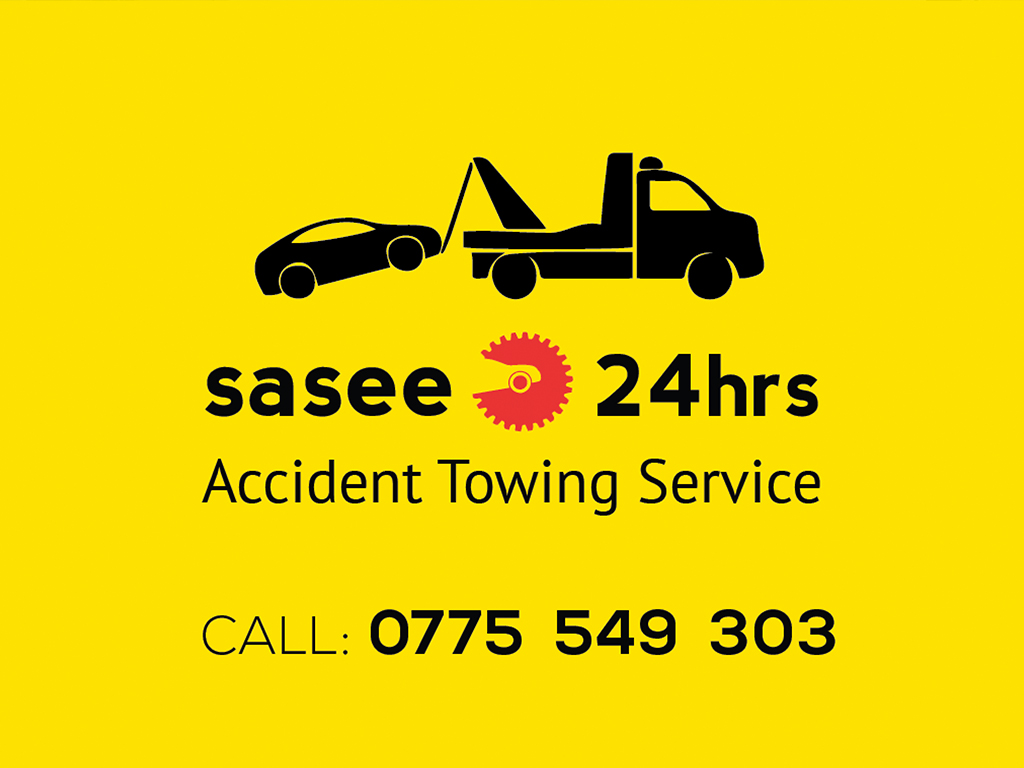 sasee 24hrs
Accident Towing Service
CALL: 0775 549 303